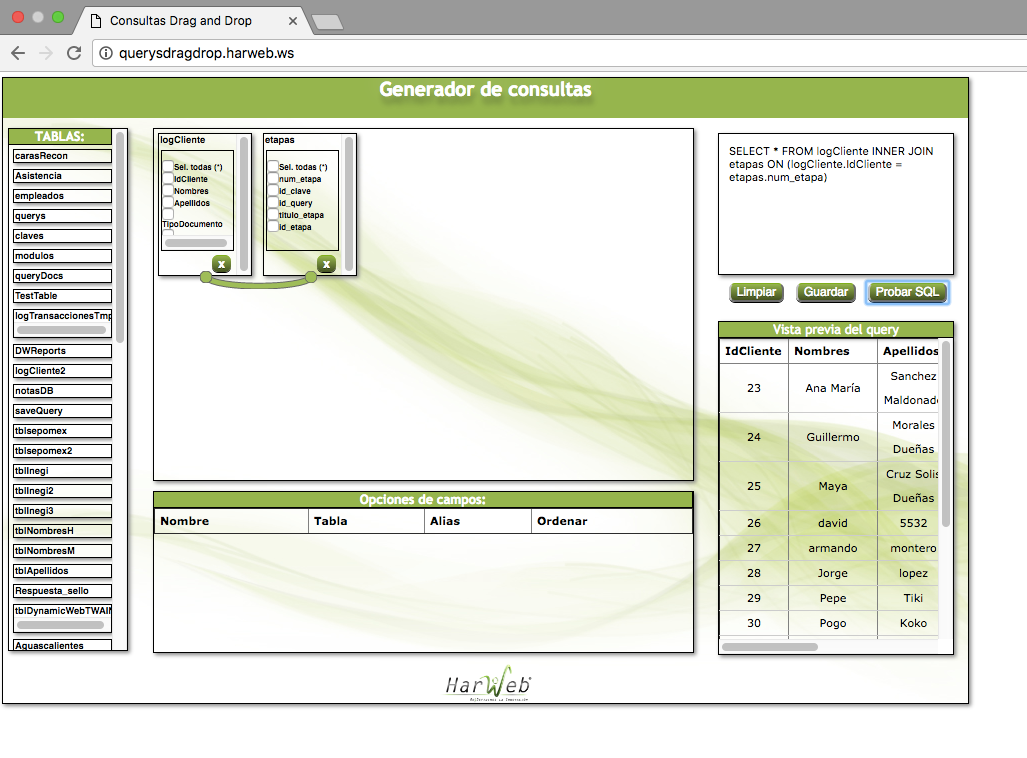 Consultas Drag and Drop
querysdragdrop.harweb.ws
Generador de consultas
TABLAS:
carasRecon
Asistencia
empleados
querys
claves
modulos
queryDocs
TestTable
logTransaccionesTmp
DWReports
logCliente2
notasDB
saveQuery
tblsepomex
tblsepomex2
tblInegi
tblInegi2
tblInegi3
tblNombresH
tblNombresM
tblApellidos
Respuesta_sello
tblDynamicWebTWAIN
Aguascalientes
logCliente
Sel. todas (*)
IdCliente
Nombres
Apellidos
TipoDocumento
x
etapas
Sel. todas (*)
num_etapa
id_clave
id_query
titulo_etapa
id_etapa
x
Opciones de campos:
Nombre Tabla Alias Ordenar
SELECT * FROM logCliente INNER JOIN
etapas ON (logCliente.IdCliente =
etapas.num_etapa)
Limpiar Guardar Probar SQL
Vista previa del query
IdCliente Nombres Apellidos
23 Ana María Sanchez
Maldonado
24 Guillermo Morales
Dueñas
25 Maya Cruz Solis
Dueñas
26 david 5532
27 armando montero
28 Jorge lopez
29 Pepe Tiki
30 Pogo Koko
HarWeb